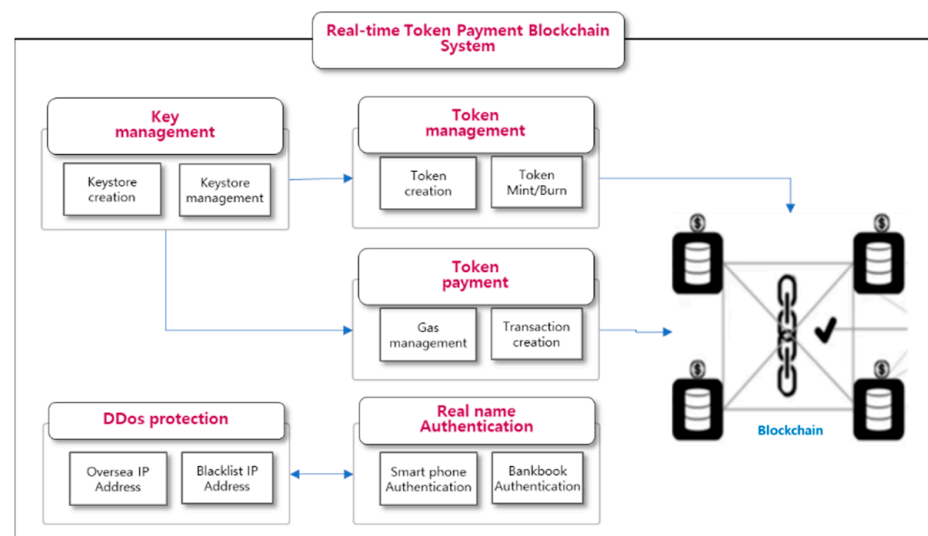 Real-time Token Payment Blockchain
System
Key
management
Keystore
creation
Keystore
management
Token
management
Token
creation
Token
Mint/Burn
Token
payment
Gas
management
Transaction
creation
$
$
$
$
Blockchain
DDos protection
Oversea IP
Address
Blacklist IP
Address
Real name
Authentication
Smart phone
Authentication
Bankbook
Authentication